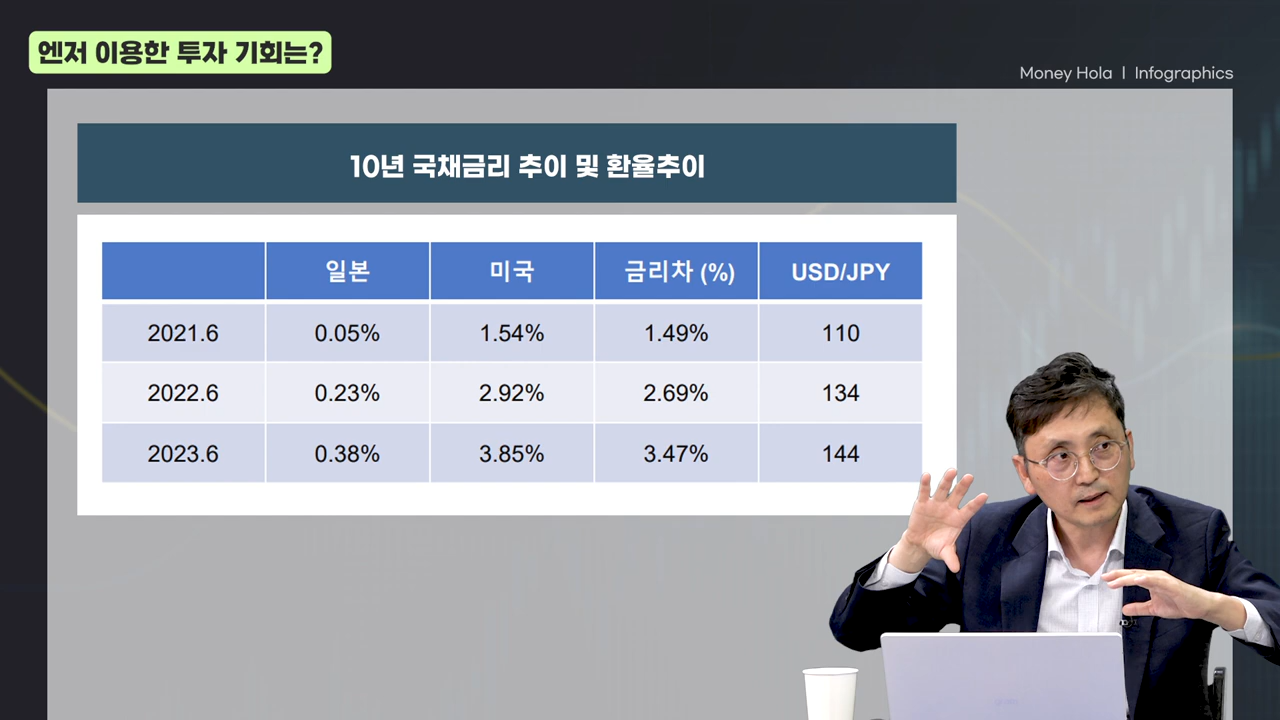 엔저 이용한 투자 기회는?
Money Hola | Infographics
10년 국채금리 추이 및 환율추이
일본 미국 금리차 (%) USD/JPY
2021.6 0.05% 1.54% 1.49% 110
2022.6 0.23% 2.92% 2.69% 134
2023.6 0.38% 3.85% 3.47% 144